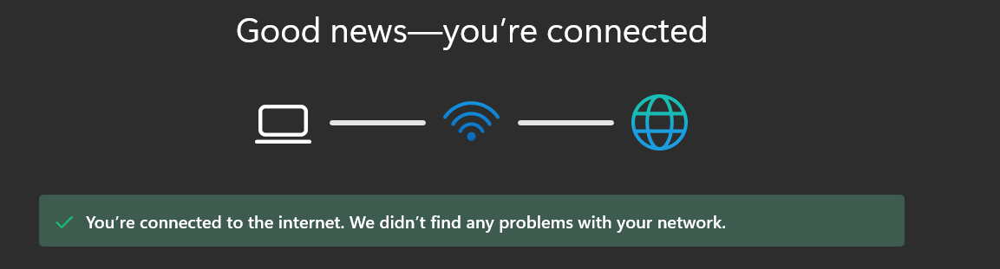 Good news—you’re connected
You’re connected to the internet. We didn’t find any problems with your network.